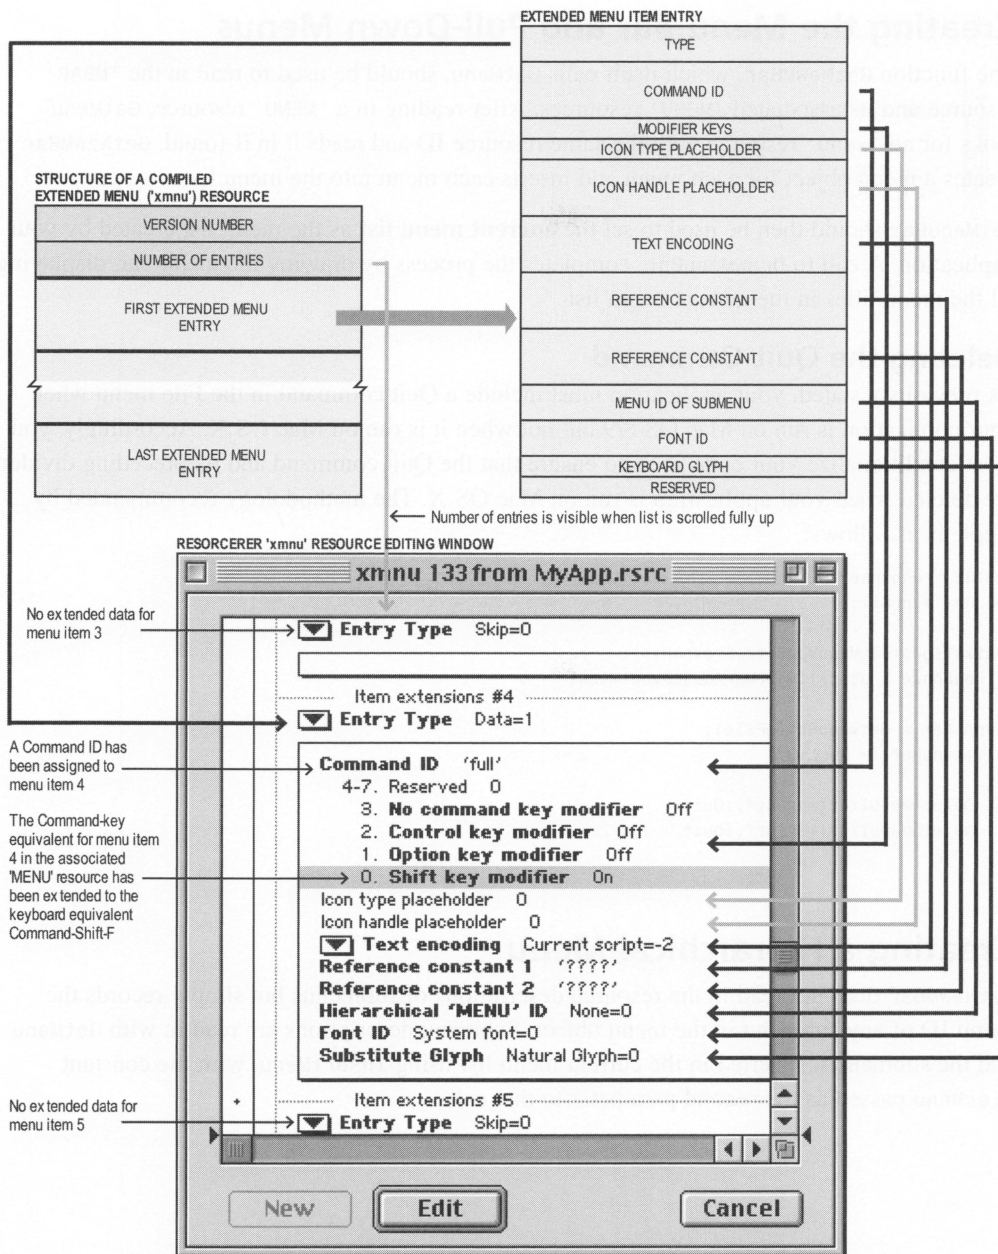 EXTENDED MENU ITEM ENTRY
TYPE
COMMAND ID
MODIFIER KEYS
ICON TYPE PLACEHOLDER
ICON HANDLE PLACEHOLDER
TEXT ENCODING
REFERENCE CONSTANT
REFERENCE CONSTANT
MENU ID OF SUBMENU
FONT ID
KEYBOARD GLYPH
RESERVED
STRUCTURE OF A COMPILED
EXTENDED MENU ('xmnu') RESOURCE
VERSION NUMBER
NUMBER OF ENTRIES
FIRST EXTENDED MENU
ENTRY
LAST EXTENDED MENU
ENTRY
Number of entries is visible when list is scrolled fully up
RESORCERER 'xmnu' RESOURCE EDITING WINDOW
xmnu 133 from MyApp.rsrc
No extended data for
menu item 3
Entry Type Skip=0
Item extensions #4
Entry Type Data=1
A Command ID has
been assigned to
menu item 4
Command ID 'full'
4-7. Reserved 0
3. No command key modifier Off
2. Control key modifier Off
1. Option key modifier Off
0. Shift key modifier On
The Command-key
equivalent for menu item
4 in the associated
'MENU' resource has
been extended to the
keyboard equivalent
Command-Shift-F
Icon type placeholder 0
Icon handle placeholder 0
Text encoding Current script=-2
Reference constant 1 '????'
Reference constant 2 '????'
Hierarchical 'MENU' ID None=0
Font ID System font=0
Substitute Glyph Natural Glyph=0
No extended data for
menu item 5
Item extensions #5
Entry Type Skip=0
New
Edit
Cancel